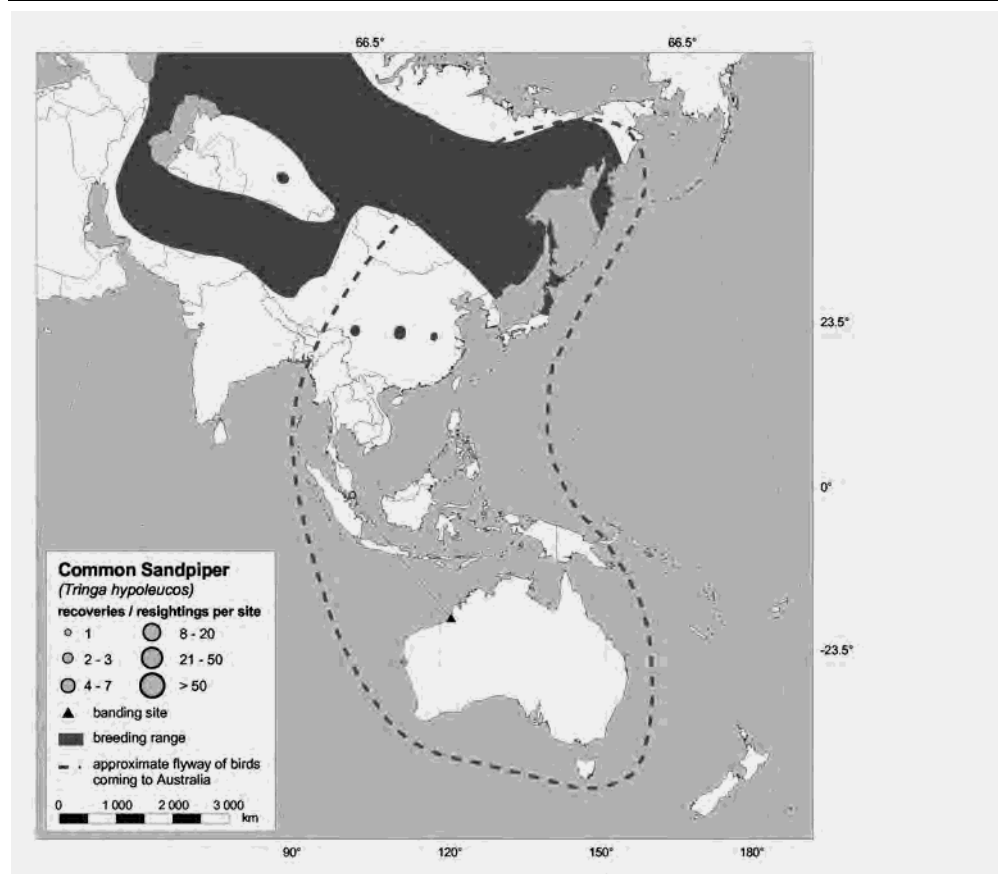 66.5° 66.5°
23.5°
0°
-23.5°
Common Sandpiper
(Tringa hypoleucos)
recoveries / resightings per site
1 8 - 20
2 - 3 21 - 50
4 - 7 > 50
banding site
breeding range
approximate flyway of birds
coming to Australia
0 1 000 2 000 3 000
km
90° 120° 150° 180°